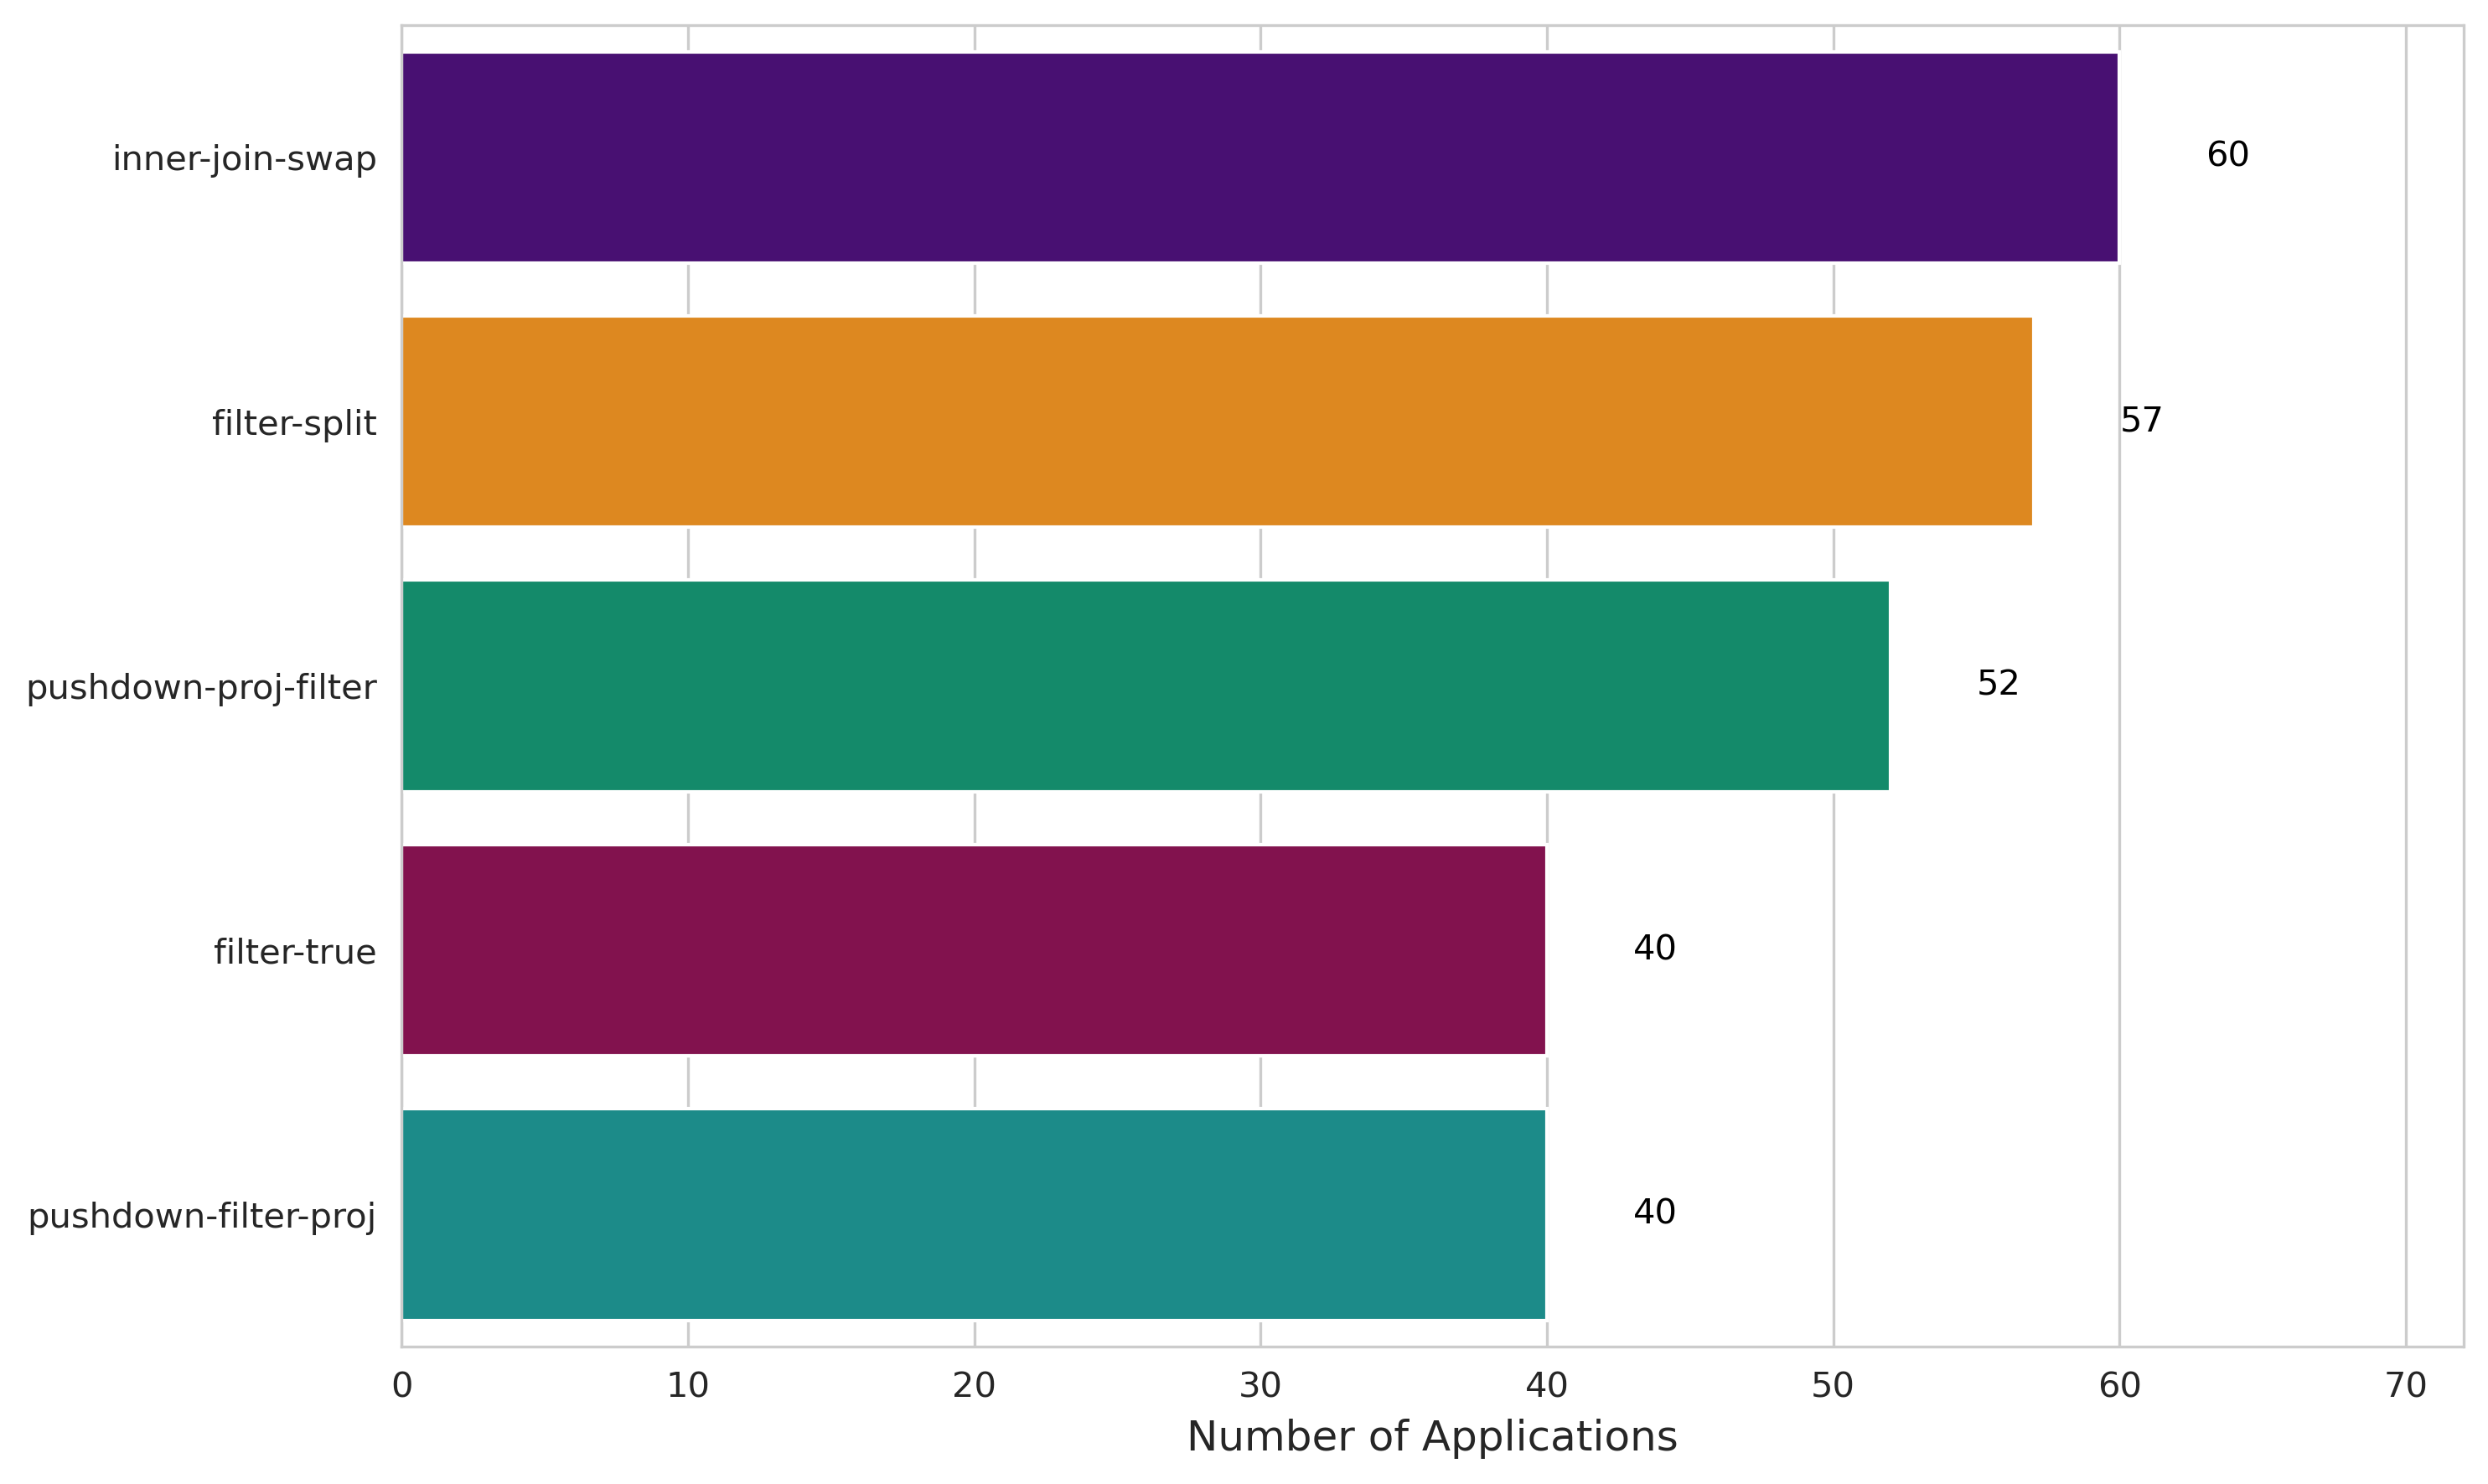 inner-join-swap 60
filter-split 57
pushdown-proj-filter 52
filter-true 40
pushdown-filter-proj 40
0 10 20 30 40 50 60 70
Number of Applications